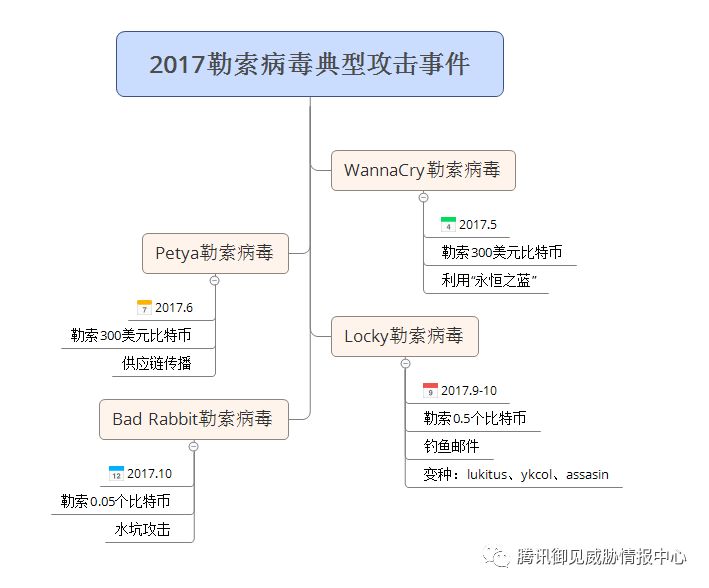 2017勒索病毒典型攻击事件
WannaCry勒索病毒
4
2017.5
勒索300美元比特币
利用“永恒之蓝”
Petya勒索病毒
7
2017.6
勒索300美元比特币
供应链传播
Locky勒索病毒
9
2017.9-10
勒索0.5个比特币
钓鱼邮件
变种：lukitus、ykcol、assasin
Bad Rabbit勒索病毒
12
2017.10
勒索0.05个比特币
水坑攻击
腾讯御见威胁情报中心